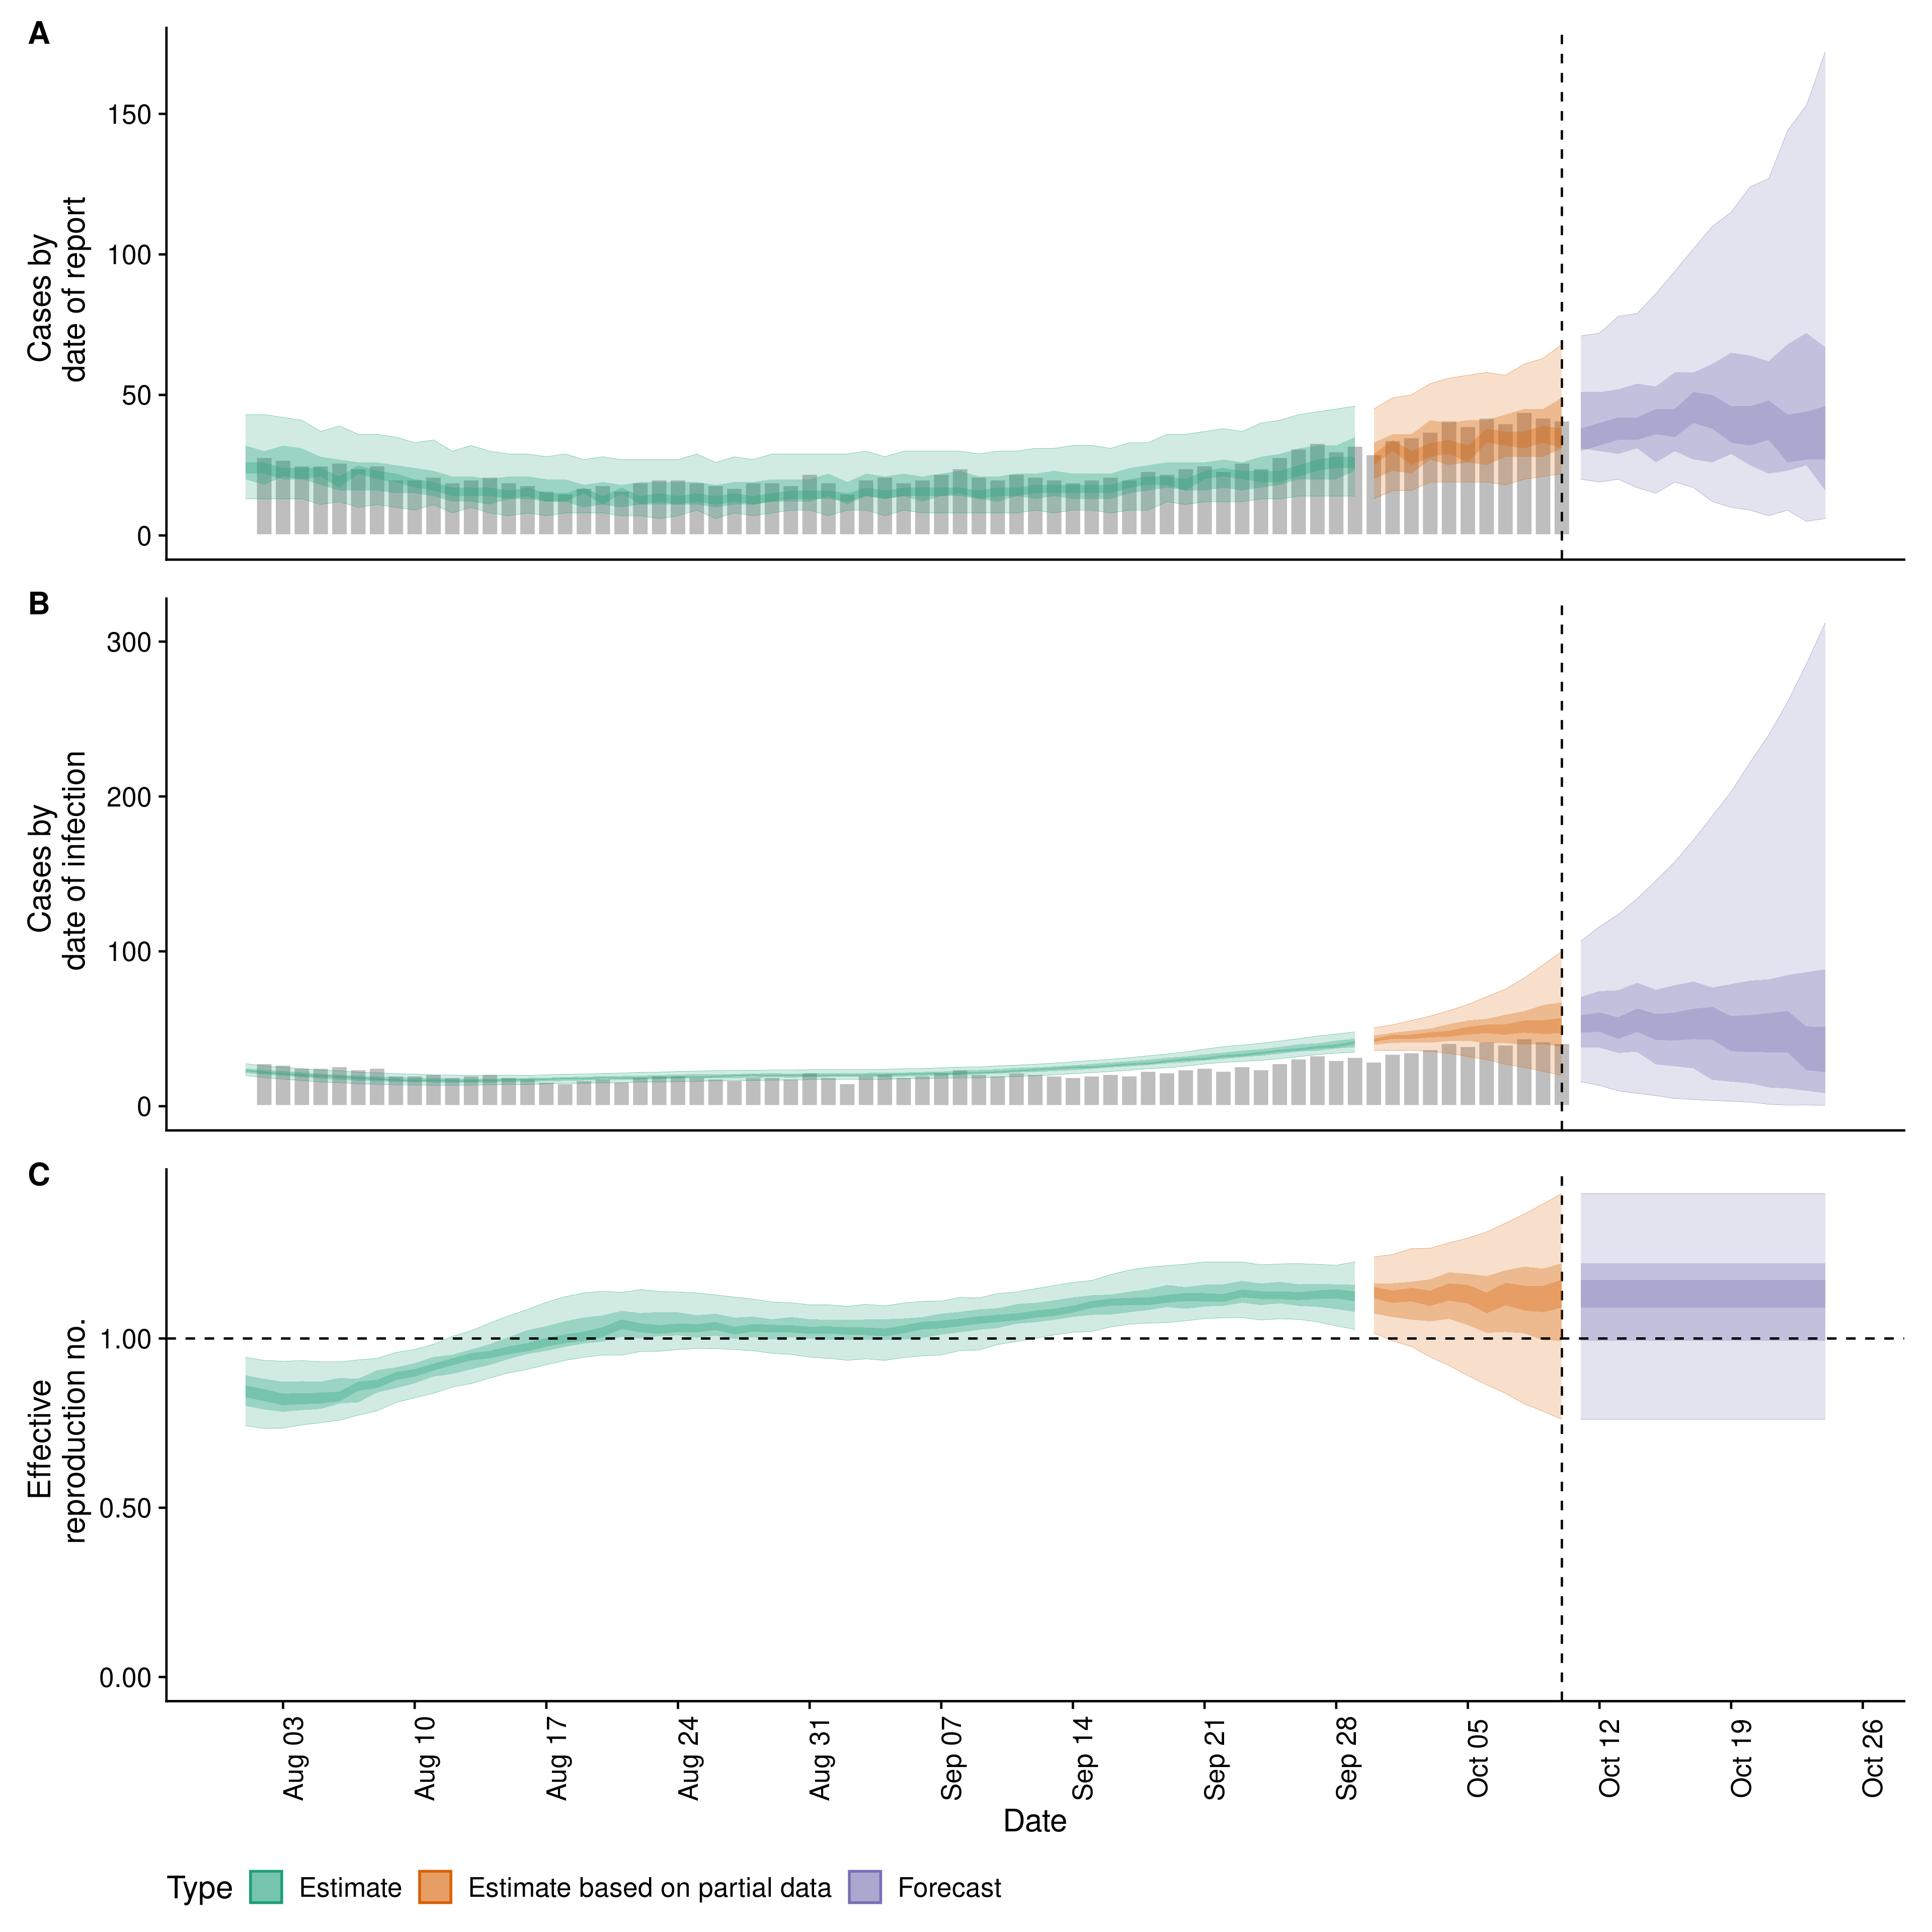 A
Cases by
date of report
150
100
50
0
B
Cases by
date of infection
300
200
100
0
C
Effective
reproduction no.
1.00
0.50
0.00
Aug 03
Aug 10
Aug 17
Aug 24
Aug 31
Sep 07
Sep 14
Sep 21
Sep 28
Oct 05
Oct 12
Oct 19
Oct 26
Date
Type Estimate Estimate based on partial data Forecast